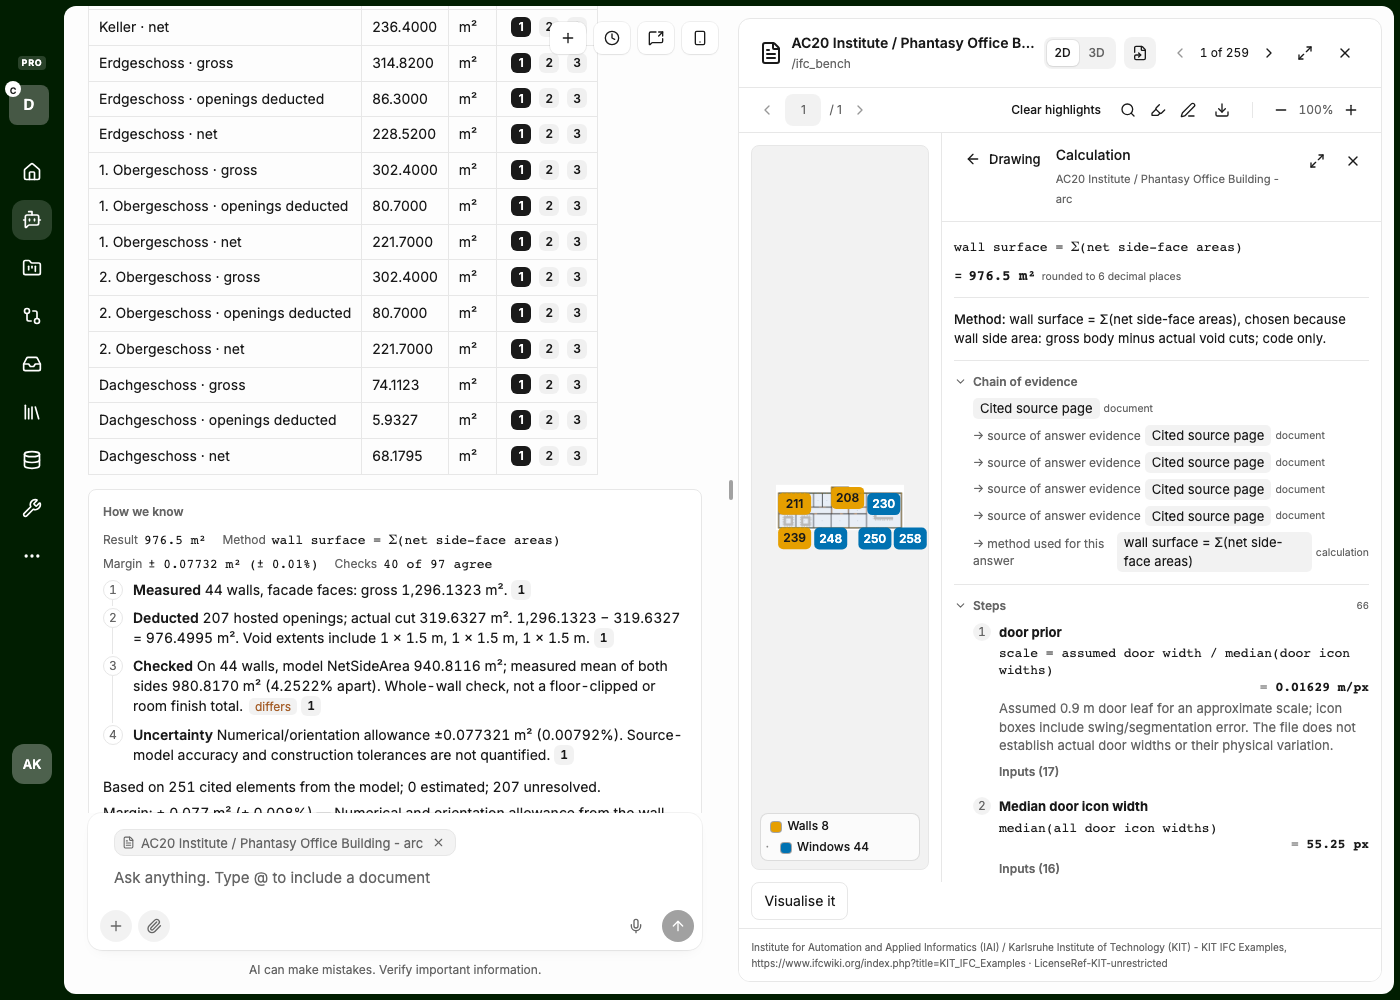 PRO
C
D
AK
Keller · net 236.4000 m² 1 2
Erdgeschoss · gross 314.8200 m² 1 2 3
Erdgeschoss · openings deducted 86.3000 m² 1 2 3
Erdgeschoss · net 228.5200 m² 1 2 3
1. Obergeschoss · gross 302.4000 m² 1 2 3
1. Obergeschoss · openings deducted 80.7000 m² 1 2 3
1. Obergeschoss · net 221.7000 m² 1 2 3
2. Obergeschoss · gross 302.4000 m² 1 2 3
2. Obergeschoss · openings deducted 80.7000 m² 1 2 3
2. Obergeschoss · net 221.7000 m² 1 2 3
Dachgeschoss · gross 74.1123 m² 1 2 3
Dachgeschoss · openings deducted 5.9327 m² 1 2 3
Dachgeschoss · net 68.1795 m² 1 2 3
How we know
Result 976.5 m² Method wall surface = Σ(net side-face areas)
Margin ± 0.07732 m² (± 0.01%) Checks 40 of 97 agree
1 Measured 44 walls, facade faces: gross 1,296.1323 m². 1
2 Deducted 207 hosted openings; actual cut 319.6327 m². 1,296.1323 − 319.6327
= 976.4995 m². Void extents include 1 × 1.5 m, 1 × 1.5 m, 1 × 1.5 m. 1
3 Checked On 44 walls, model NetSideArea 940.8116 m²; measured mean of both
sides 980.8170 m² (4.2522% apart). Whole-wall check, not a floor-clipped or
room finish total. differs 1
4 Uncertainty Numerical/orientation allowance ±0.077321 m² (0.00792%). Source-
model accuracy and construction tolerances are not quantified. 1
Based on 251 cited elements from the model; 0 estimated; 207 unresolved.
Margin: ± 0.077 m² (± 0.008%) — Numerical and orientation allowance from the wall
AC20 Institute / Phantasy Office Building - arc
Ask anything. Type @ to include a document
AI can make mistakes. Verify important information.
AC20 Institute / Phantasy Office B...
/ifc_bench
2D 3D
1 of 259
1 / 1
Clear highlights
100%
211 208 230
239 248 250 258
Walls 8
Windows 44
Visualise it
Drawing
Calculation
AC20 Institute / Phantasy Office Building -
arc
wall surface = Σ(net side-face areas)
= 976.5 m² rounded to 6 decimal places
Method: wall surface = Σ(net side-face areas), chosen because
wall side area: gross body minus actual void cuts; code only.
Chain of evidence
Cited source page document
→ source of answer evidence Cited source page document
→ source of answer evidence Cited source page document
→ source of answer evidence Cited source page document
→ source of answer evidence Cited source page document
→ method used for this answer wall surface = Σ(net side-face areas) calculation
Steps 66
1 door prior
scale = assumed door width / median(door icon
widths)
= 0.01629 m/px
Assumed 0.9 m door leaf for an approximate scale; icon
boxes include swing/segmentation error. The file does not
establish actual door widths or their physical variation.
Inputs (17)
2 Median door icon width
median(all door icon widths)
= 55.25 px
Inputs (16)
Institute for Automation and Applied Informatics (IAI) / Karlsruhe Institute of Technology (KIT) - KIT IFC Examples,
https://www.ifcwiki.org/index.php?title=KIT_IFC_Examples · LicenseRef-KIT-unrestricted